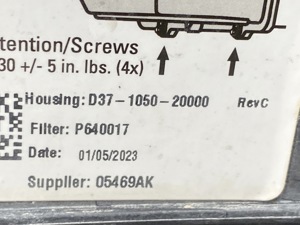 tention/Screws
30 +/- 5 in. lbs. (4x)
Housing: D37-1050-20000 RevC
Filter: P640017
Date: 01/05/2023
Supplier: 05469AK